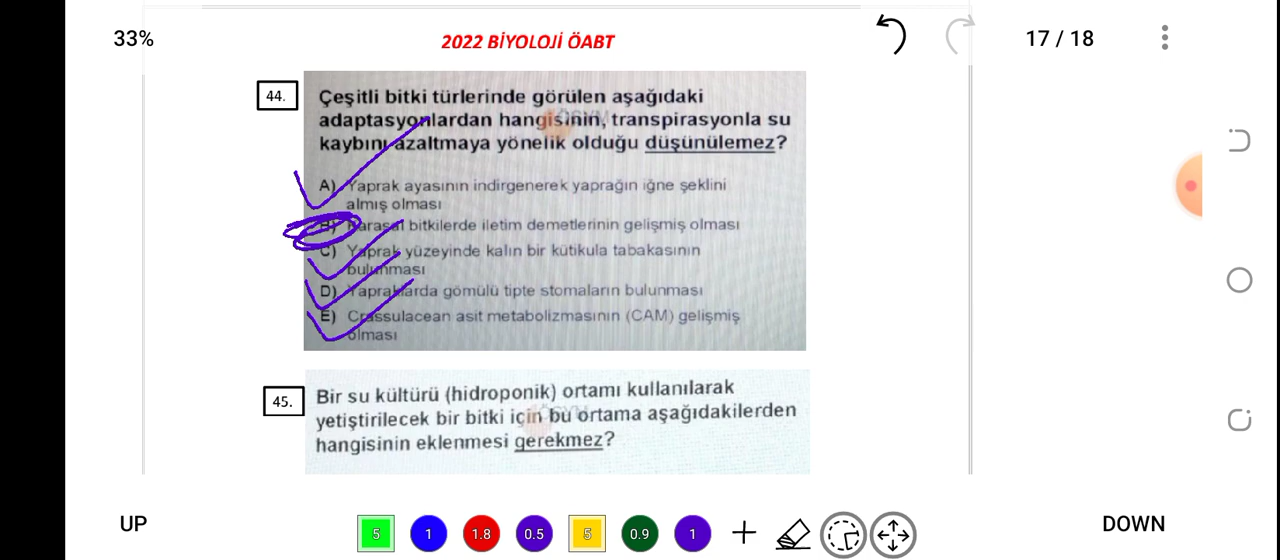 33%
2022 BİYOLOJİ ÖABT
17 / 18
44.
Çeşitli bitki türlerinde görülen aşağıdaki
adaptasyonlardan hangisinin, transpirasyonla su
kaybını azaltmaya yönelik olduğu düşünülemez?
A) Yaprak ayasının indirgenerek yaprağın iğne şeklini
almış olması
B) Karasal bitkilerde iletim demetlerinin gelişmiş olması
C) Yaprak yüzeyinde kalın bir kütikula tabakasının
bulunması
D) Yapraklarda gömülü tipte stomaların bulunması
E) Crassulacean asit metabolizmasının (CAM) gelişmiş
olması
45.
Bir su kültürü (hidroponik) ortamı kullanılarak
yetiştirilecek bir bitki için bu ortama aşağıdakilerden
hangisinin eklenmesi gerekmez?
UP
5
1
1.8
0.5
5
0.9
1
DOWN